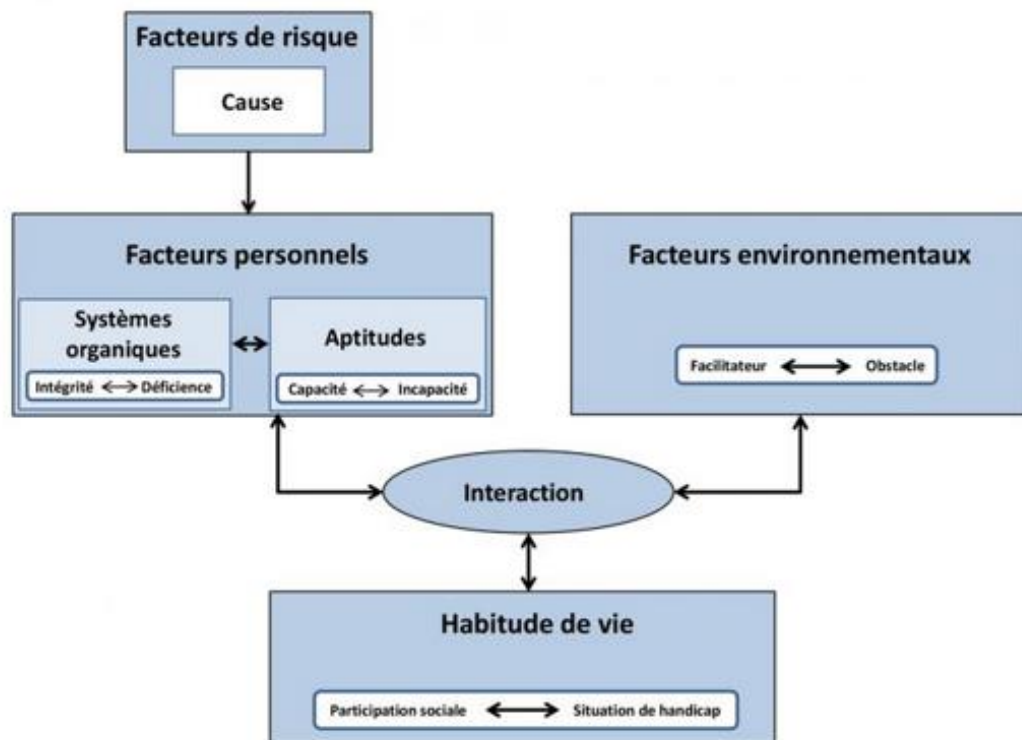 Facteurs de risque
Cause
Facteurs personnels
Systèmes
organiques
Intégrité Déficience
Aptitudes
Capacité Incapacité
Facteurs environnementaux
Facilitateur Obstacle
Interaction
Habitude de vie
Participation sociale Situation de handicap